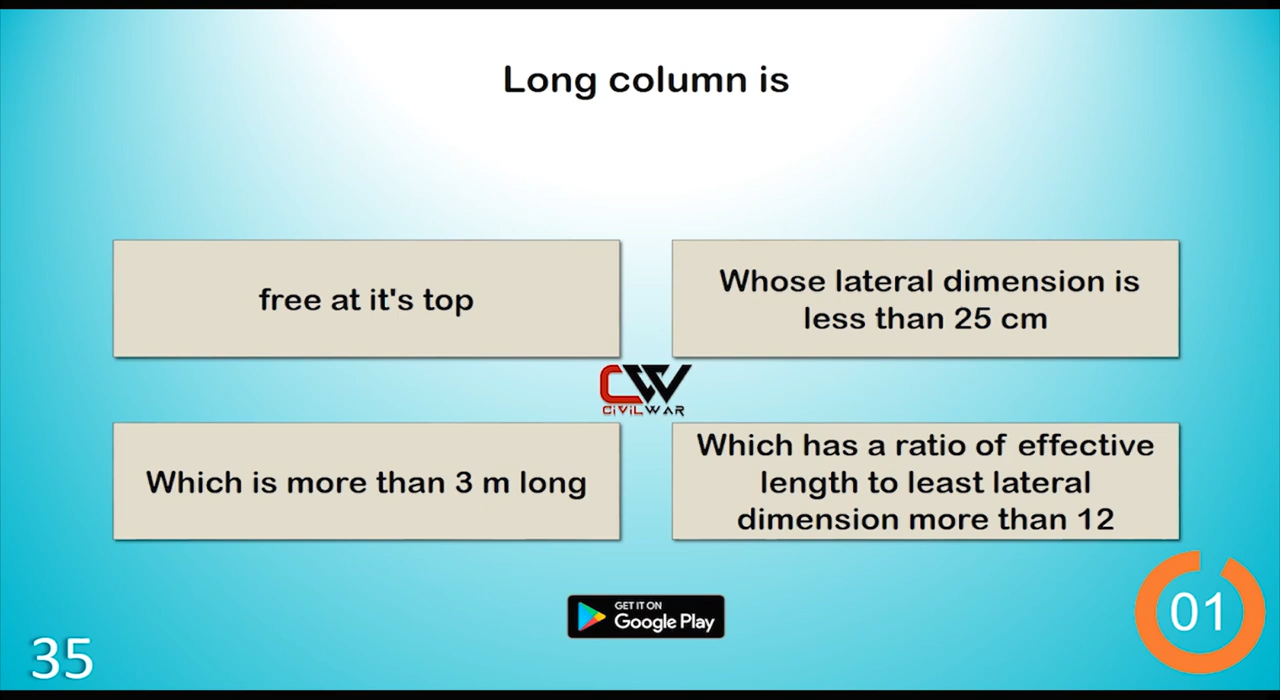 Long column is
free at it's top
Whose lateral dimension is
less than 25 cm
CW
CiViLWAR
Which is more than 3 m long
Which has a ratio of effective
length to least lateral
dimension more than 12
GET IT ON
Google Play
01
35